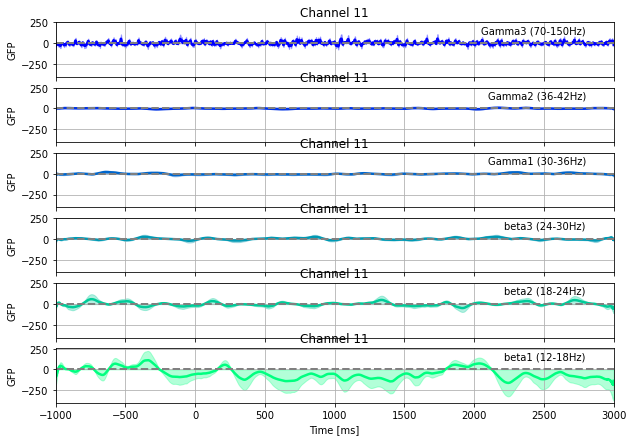 Channel 11
250
Gamma3 (70-150Hz)
0
GFP
−250
Channel 11
250
Gamma2 (36-42Hz)
0
GFP
−250
Channel 11
250
Gamma1 (30-36Hz)
0
GFP
−250
Channel 11
250
beta3 (24-30Hz)
0
GFP
−250
Channel 11
250
beta2 (18-24Hz)
0
GFP
−250
Channel 11
250
beta1 (12-18Hz)
0
GFP
−250
−1000 −500 0 500 1000 1500 2000 2500 3000
Time [ms]